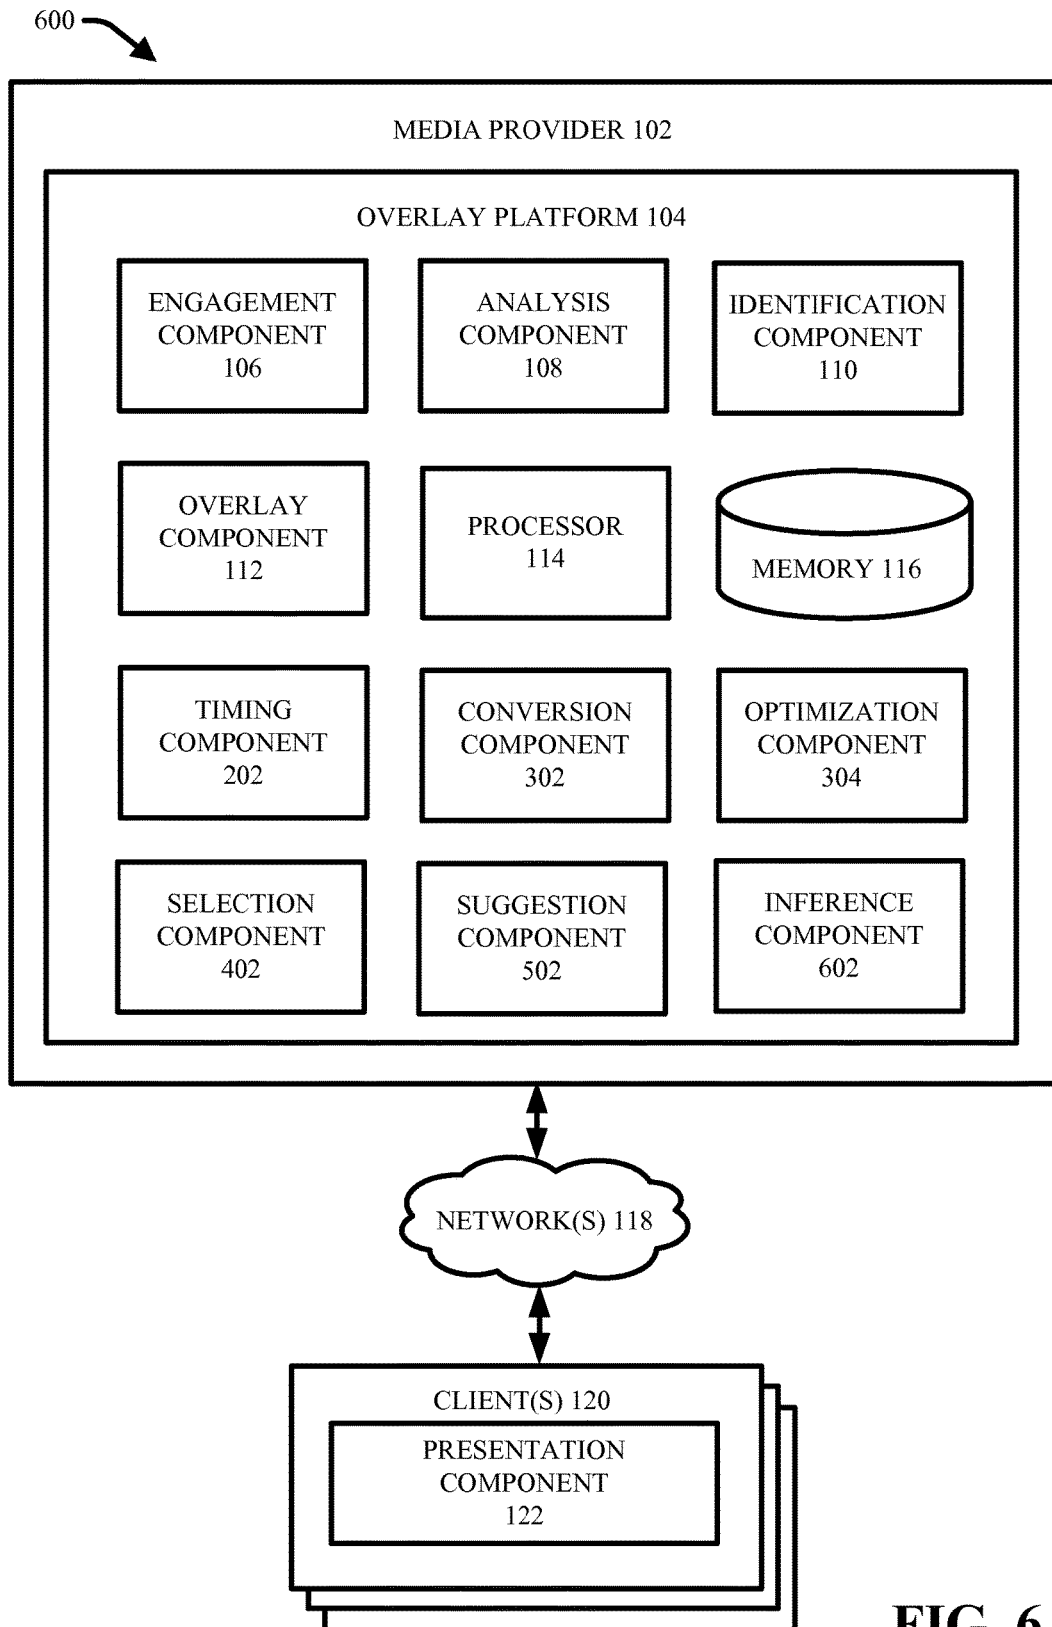 600
MEDIA PROVIDER 102
OVERLAY PLATFORM 104
ENGAGEMENT
COMPONENT
106
ANALYSIS
COMPONENT
108
IDENTIFICATION
COMPONENT
110
OVERLAY
COMPONENT
112
PROCESSOR
114
MEMORY 116
TIMING
COMPONENT
202
CONVERSION
COMPONENT
302
OPTIMIZATION
COMPONENT
304
SELECTION
COMPONENT
402
SUGGESTION
COMPONENT
502
INFERENCE
COMPONENT
602
NETWORK(S) 118
CLIENT(S) 120
PRESENTATION
COMPONENT
122
FIG. 6